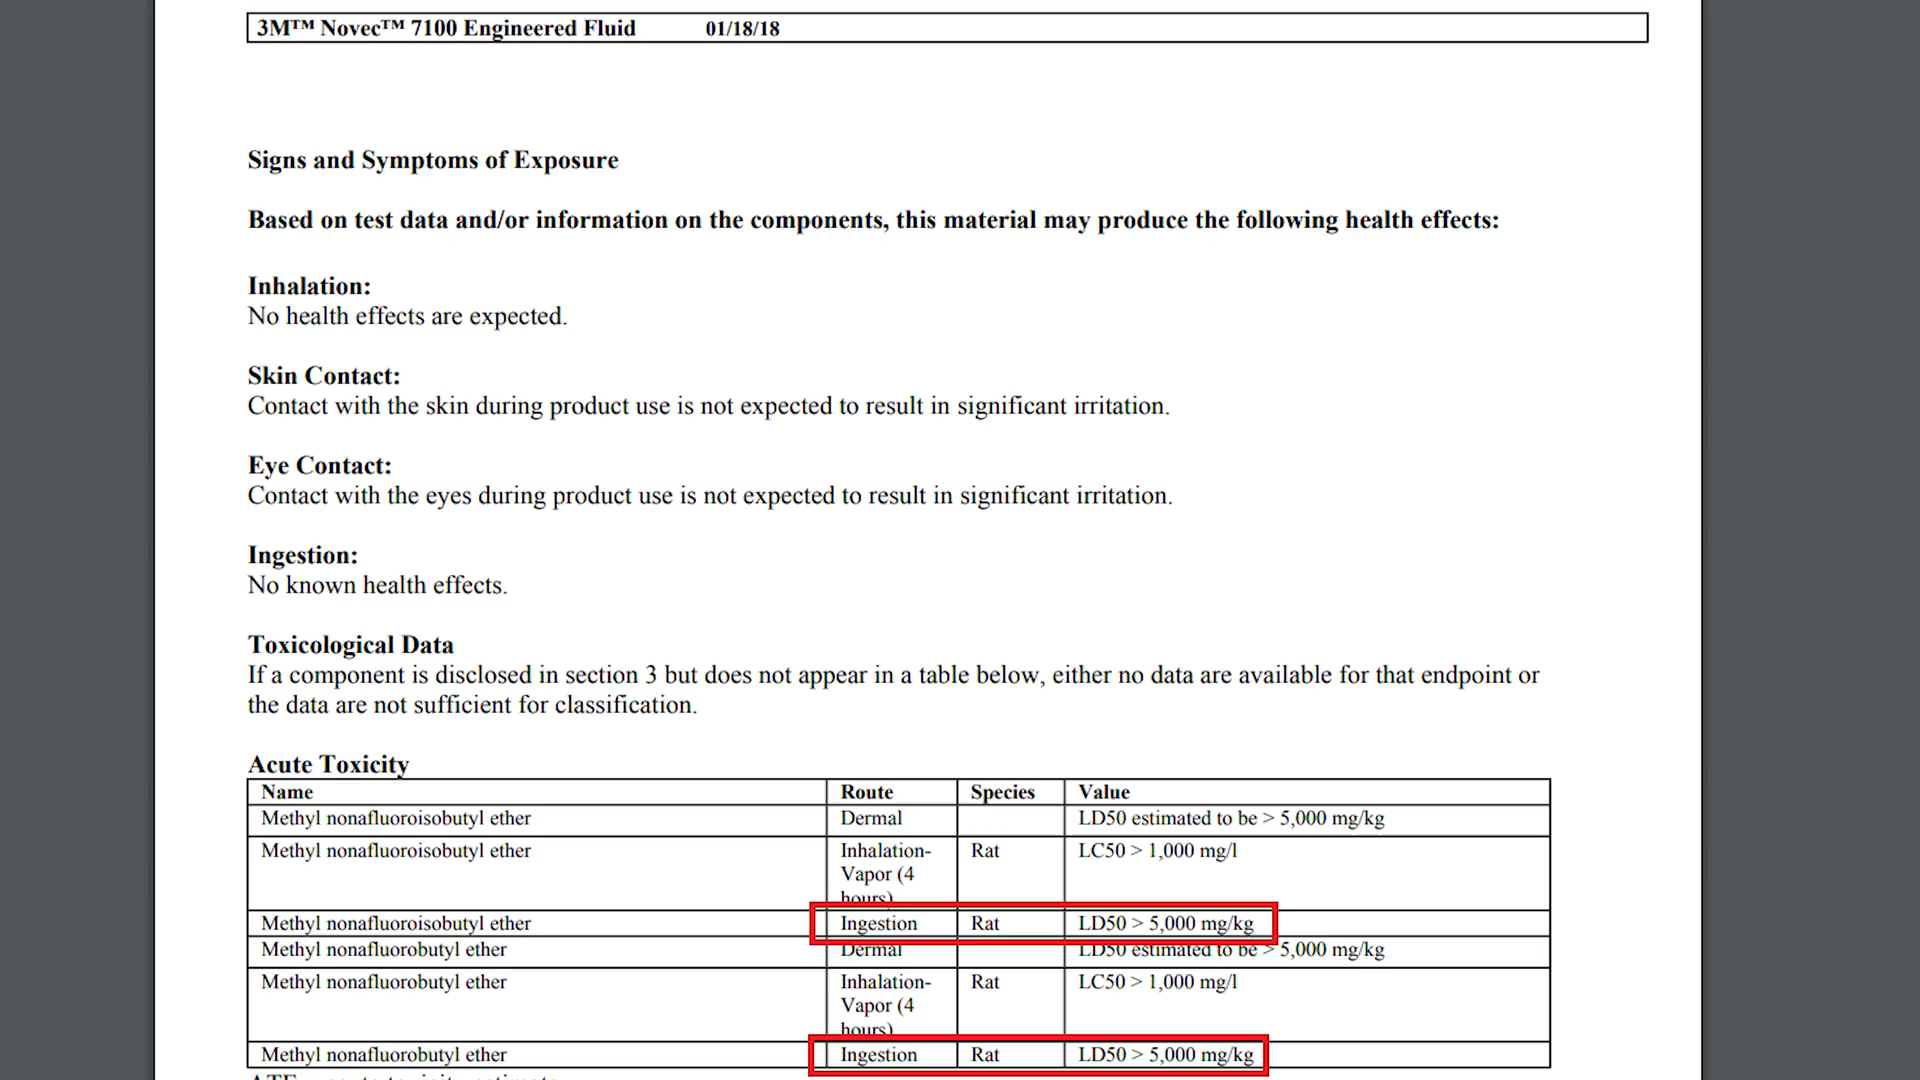 3M™ Novec™ 7100 Engineered Fluid 01/18/18
Signs and Symptoms of Exposure
Based on test data and/or information on the components, this material may produce the following health effects:
Inhalation:
No health effects are expected.
Skin Contact:
Contact with the skin during product use is not expected to result in significant irritation.
Eye Contact:
Contact with the eyes during product use is not expected to result in significant irritation.
Ingestion:
No known health effects.
Toxicological Data
If a component is disclosed in section 3 but does not appear in a table below, either no data are available for that endpoint or
the data are not sufficient for classification.
Acute Toxicity
Name Route Species Value
Methyl nonafluoroisobutyl ether Dermal LD50 estimated to be > 5,000 mg/kg
Methyl nonafluoroisobutyl ether Inhalation- Rat LC50 > 1,000 mg/l
Vapor (4
hours)
Methyl nonafluoroisobutyl ether Ingestion Rat LD50 > 5,000 mg/kg
Methyl nonafluorobutyl ether Dermal LD50 estimated to be > 5,000 mg/kg
Methyl nonafluorobutyl ether Inhalation- Rat LC50 > 1,000 mg/l
Vapor (4
hours)
Methyl nonafluorobutyl ether Ingestion Rat LD50 > 5,000 mg/kg